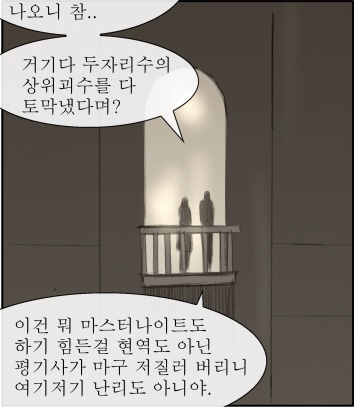 나오니 참..
거기다 두자리수의
상위괴수를 다
토막냈다며?
이건 뭐 마스터나이트도
하기 힘든걸 현역도 아닌
평기사가 마구 저질러 버리니
여기저기 난리도 아니야.